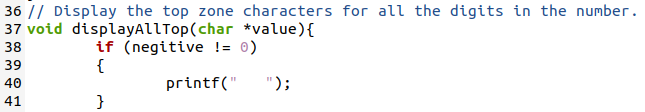 36 // Display the top zone characters for all the digits in the number.
37 void displayAllTop(char *value){
38         if (negitive != 0)
39         {
40                 printf("   ");
41         }